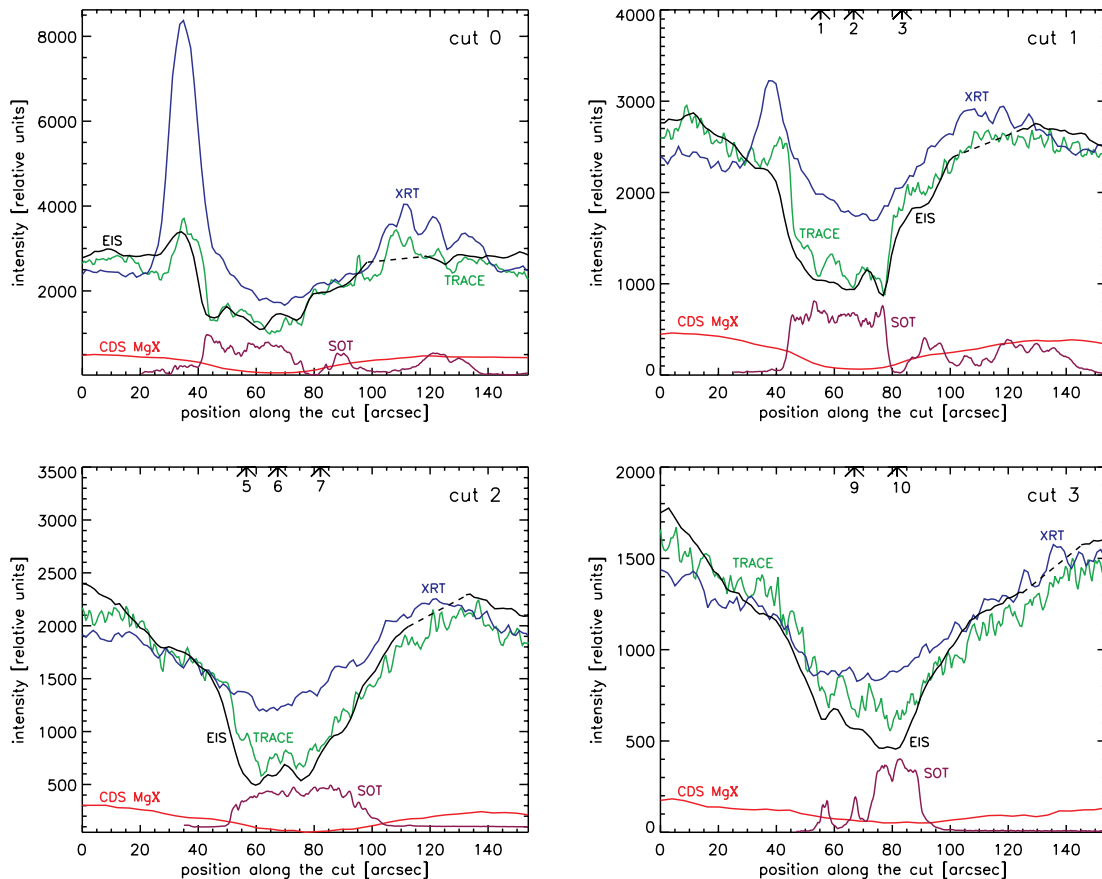 cut 0
intensity [relative units]
8000
6000
4000
2000
EIS
XRT
TRACE
CDS MgX
SOT
0 20 40 60 80 100 120 140
position along the cut [arcsec]
cut 1
1 2 3
intensity [relative units]
4000
3000
2000
1000
0
XRT
TRACE
EIS
CDS MgX
SOT
0 20 40 60 80 100 120 140
position along the cut [arcsec]
cut 2
5 6 7
intensity [relative units]
3500
3000
2500
2000
1500
1000
500
XRT
EIS
TRACE
CDS MgX
SOT
0 20 40 60 80 100 120 140
position along the cut [arcsec]
cut 3
9 10
intensity [relative units]
2000
1500
1000
500
0
TRACE
XRT
EIS
CDS MgX
SOT
0 20 40 60 80 100 120 140
position along the cut [arcsec]